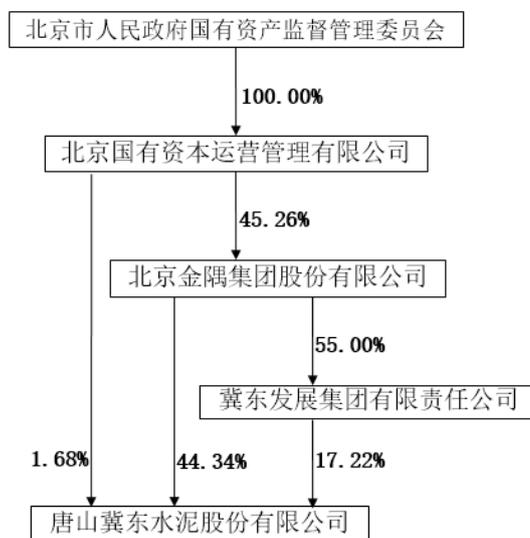 北京市人民政府国有资产监督管理委员会
100.00%
北京国有资本运营管理有限公司
45.26%
北京金隅集团股份有限公司
55.00%
冀东发展集团有限责任公司
1.68%
44.34%
17.22%
唐山冀东水泥股份有限公司